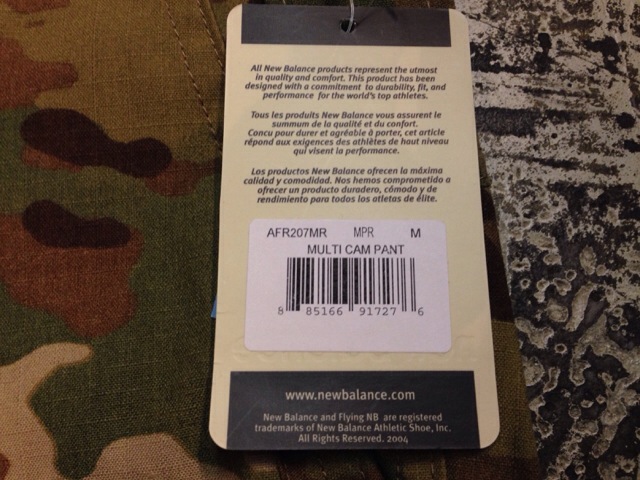 All New Balance products represent the utmost
in quality and comfort. This product has been
designed with a commitment to durability, fit, and
performance for the world's top athletes.
Tous les produits New Balance vous assurent le
summum de la qualité et du confort.
Concu pour durer et agréable à porter, cet article
répond aux exigences des athlètes de haut niveau
qui visent la performance.
Los productos New Balance ofrecen la máxima
calidad y comodidad. Nos hemos comprometido a
ofrecer un producto duradero, cómodo y de
rendimiento para todos los atletas de élite.
AFR207MR MPR M
MULTI CAM PANT
8 85166 91727 6
www.newbalance.com
New Balance and Flying NB are registered
trademarks of New Balance Athletic Shoe, Inc.
All Rights Reserved. 2004